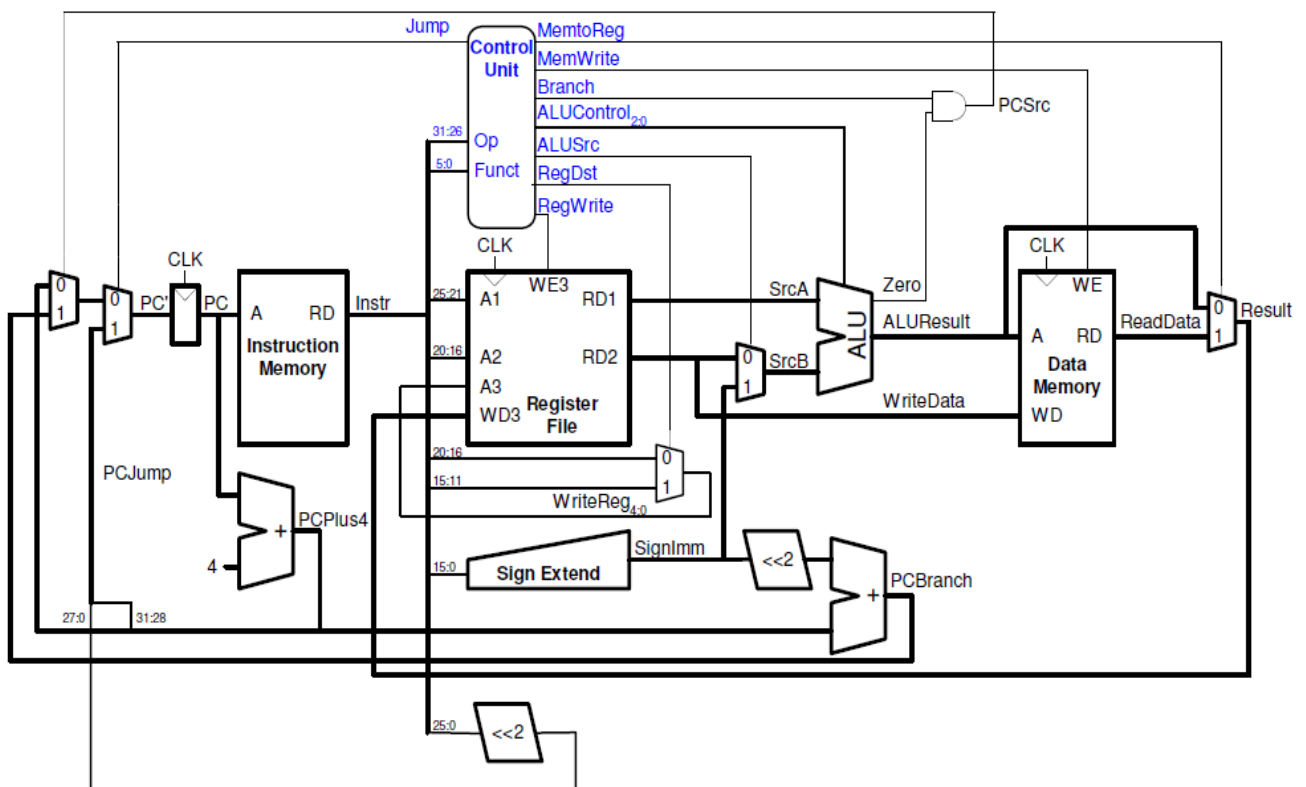 Jump
MemtoReg
Control
Unit
MemWrite
Branch
PCSrc
ALUControl2:0
31:26
Op
ALUSrc
5:0
Funct
RegDst
RegWrite
CLK
CLK
CLK
0
1
0
1
PC'
PC
A
RD
Instruction
Memory
Instr
25:21
A1
WE3
RD1
SrcA
Zero
WE
0
1
Result
20:16
A2
RD2
0
1
SrcB
ALU
ALUResult
A
RD
ReadData
Data
Memory
A3
WD3
Register
File
WriteData
WD
20:16
0
15:11
1
WriteReg4:0
PCJump
PCPlus4
+
4
15:0
Sign Extend
SignImm
<<2
PCBranch
+
27:0
31:28
25:0
<<2